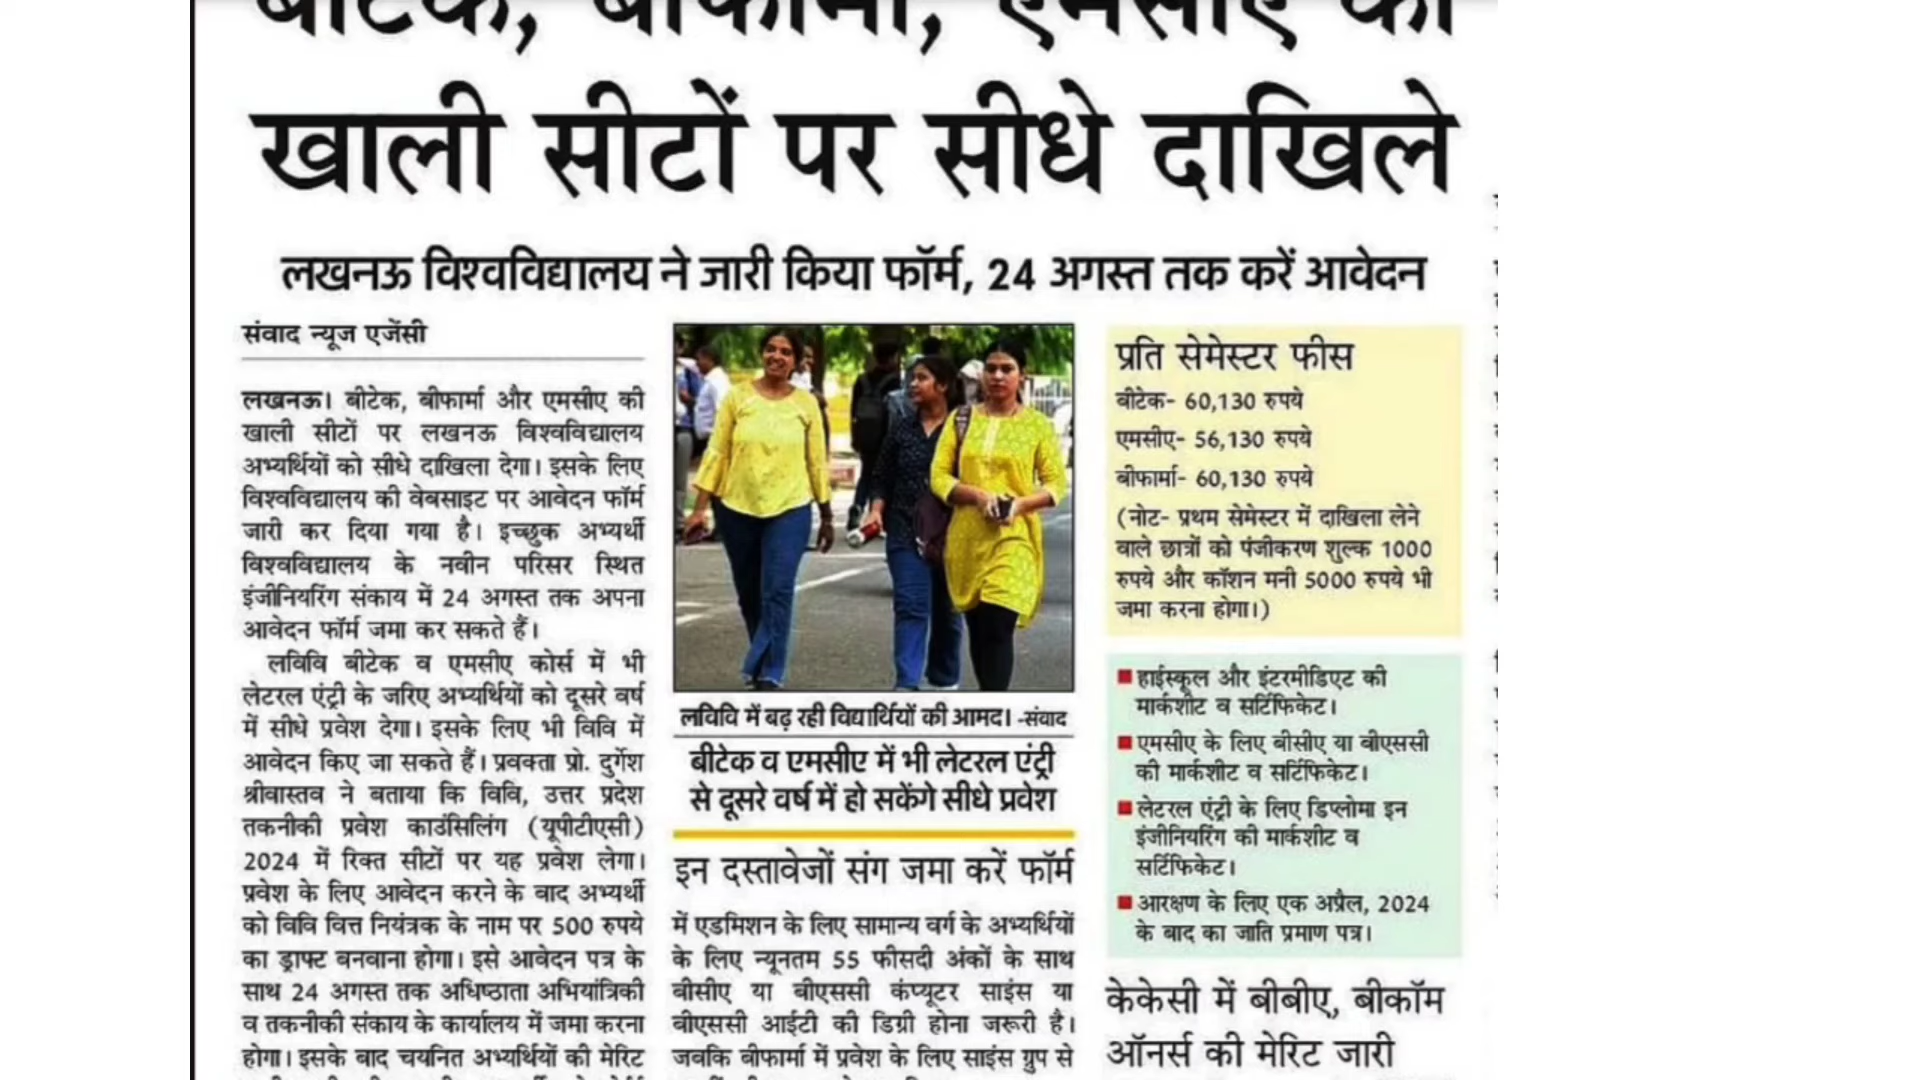 बीटेक, बीफार्मा, एमसीए की
खाली सीटों पर सीधे दाखिले
लखनऊ विश्वविद्यालय ने जारी किया फॉर्म, 24 अगस्त तक करें आवेदन
संवाद न्यूज एजेंसी
लखनऊ। बीटेक, बीफार्मा और एमसीए की
खाली सीटों पर लखनऊ विश्वविद्यालय
अभ्यर्थियों को सीधे दाखिला देगा। इसके लिए
विश्वविद्यालय की वेबसाइट पर आवेदन फॉर्म
जारी कर दिया गया है। इच्छुक अभ्यर्थी
विश्वविद्यालय के नवीन परिसर स्थित
इंजीनियरिंग संकाय में 24 अगस्त तक अपना
आवेदन फॉर्म जमा कर सकते हैं।
लविवि बीटेक व एमसीए कोर्स में भी
लेटरल एंट्री के जरिए अभ्यर्थियों को दूसरे वर्ष
में सीधे प्रवेश देगा। इसके लिए भी विवि में
आवेदन किए जा सकते हैं। प्रवक्ता प्रो. दुर्गेश
श्रीवास्तव ने बताया कि विवि, उत्तर प्रदेश
तकनीकी प्रवेश काउंसिलिंग (यूपीटीएसी)
2024 में रिक्त सीटों पर यह प्रवेश लेगा।
प्रवेश के लिए आवेदन करने के बाद अभ्यर्थी
को विवि वित्त नियंत्रक के नाम पर 500 रुपये
का ड्राफ्ट बनवाना होगा। इसे आवेदन पत्र के
साथ 24 अगस्त तक अधिष्ठाता अभियांत्रिकी
व तकनीकी संकाय के कार्यालय में जमा करना
होगा। इसके बाद चयनित अभ्यर्थियों की मेरिट
लविवि में बढ़ रही विद्यार्थियों की आमद। -संवाद
बीटेक व एमसीए में भी लेटरल एंट्री
से दूसरे वर्ष में हो सकेंगे सीधे प्रवेश
इन दस्तावेजों संग जमा करें फॉर्म
में एडमिशन के लिए सामान्य वर्ग के अभ्यर्थियों
के लिए न्यूनतम 55 फीसदी अंकों के साथ
बीसीए या बीएससी कंप्यूटर साइंस या
बीएससी आईटी की डिग्री होना जरूरी है।
जबकि बीफार्मा में प्रवेश के लिए साइंस ग्रुप से
प्रति सेमेस्टर फीस
बीटेक- 60,130 रुपये
एमसीए- 56,130 रुपये
बीफार्मा- 60,130 रुपये
(नोट- प्रथम सेमेस्टर में दाखिला लेने
वाले छात्रों को पंजीकरण शुल्क 1000
रुपये और कॉशन मनी 5000 रुपये भी
जमा करना होगा।)
हाईस्कूल और इंटरमीडिएट की
मार्कशीट व सर्टिफिकेट।
एमसीए के लिए बीसीए या बीएससी
की मार्कशीट व सर्टिफिकेट।
लेटरल एंट्री के लिए डिप्लोमा इन
इंजीनियरिंग की मार्कशीट व
सर्टिफिकेट।
आरक्षण के लिए एक अप्रैल, 2024
के बाद का जाति प्रमाण पत्र।
केकेसी में बीबीए, बीकॉम
ऑनर्स की मेरिट जारी